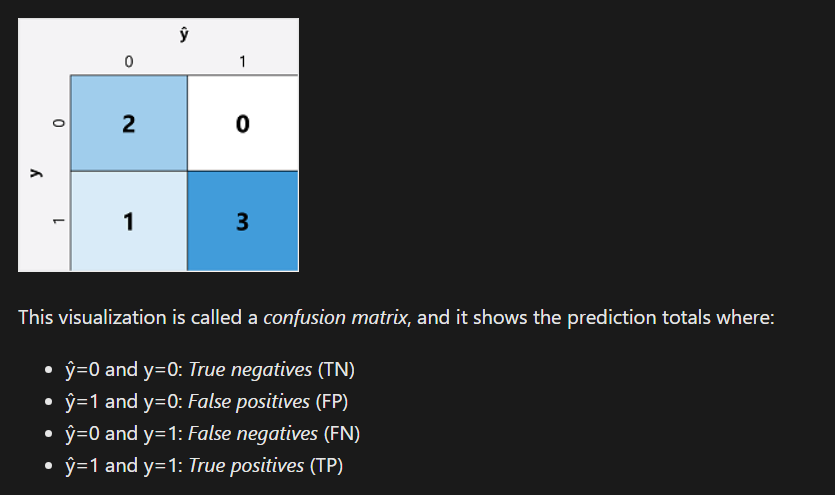 ŷ
0 1
0 2 0
y
1 1 3
This visualization is called a confusion matrix, and it shows the prediction totals where:
• ŷ=0 and y=0: True negatives (TN)
• ŷ=1 and y=0: False positives (FP)
• ŷ=0 and y=1: False negatives (FN)
• ŷ=1 and y=1: True positives (TP)